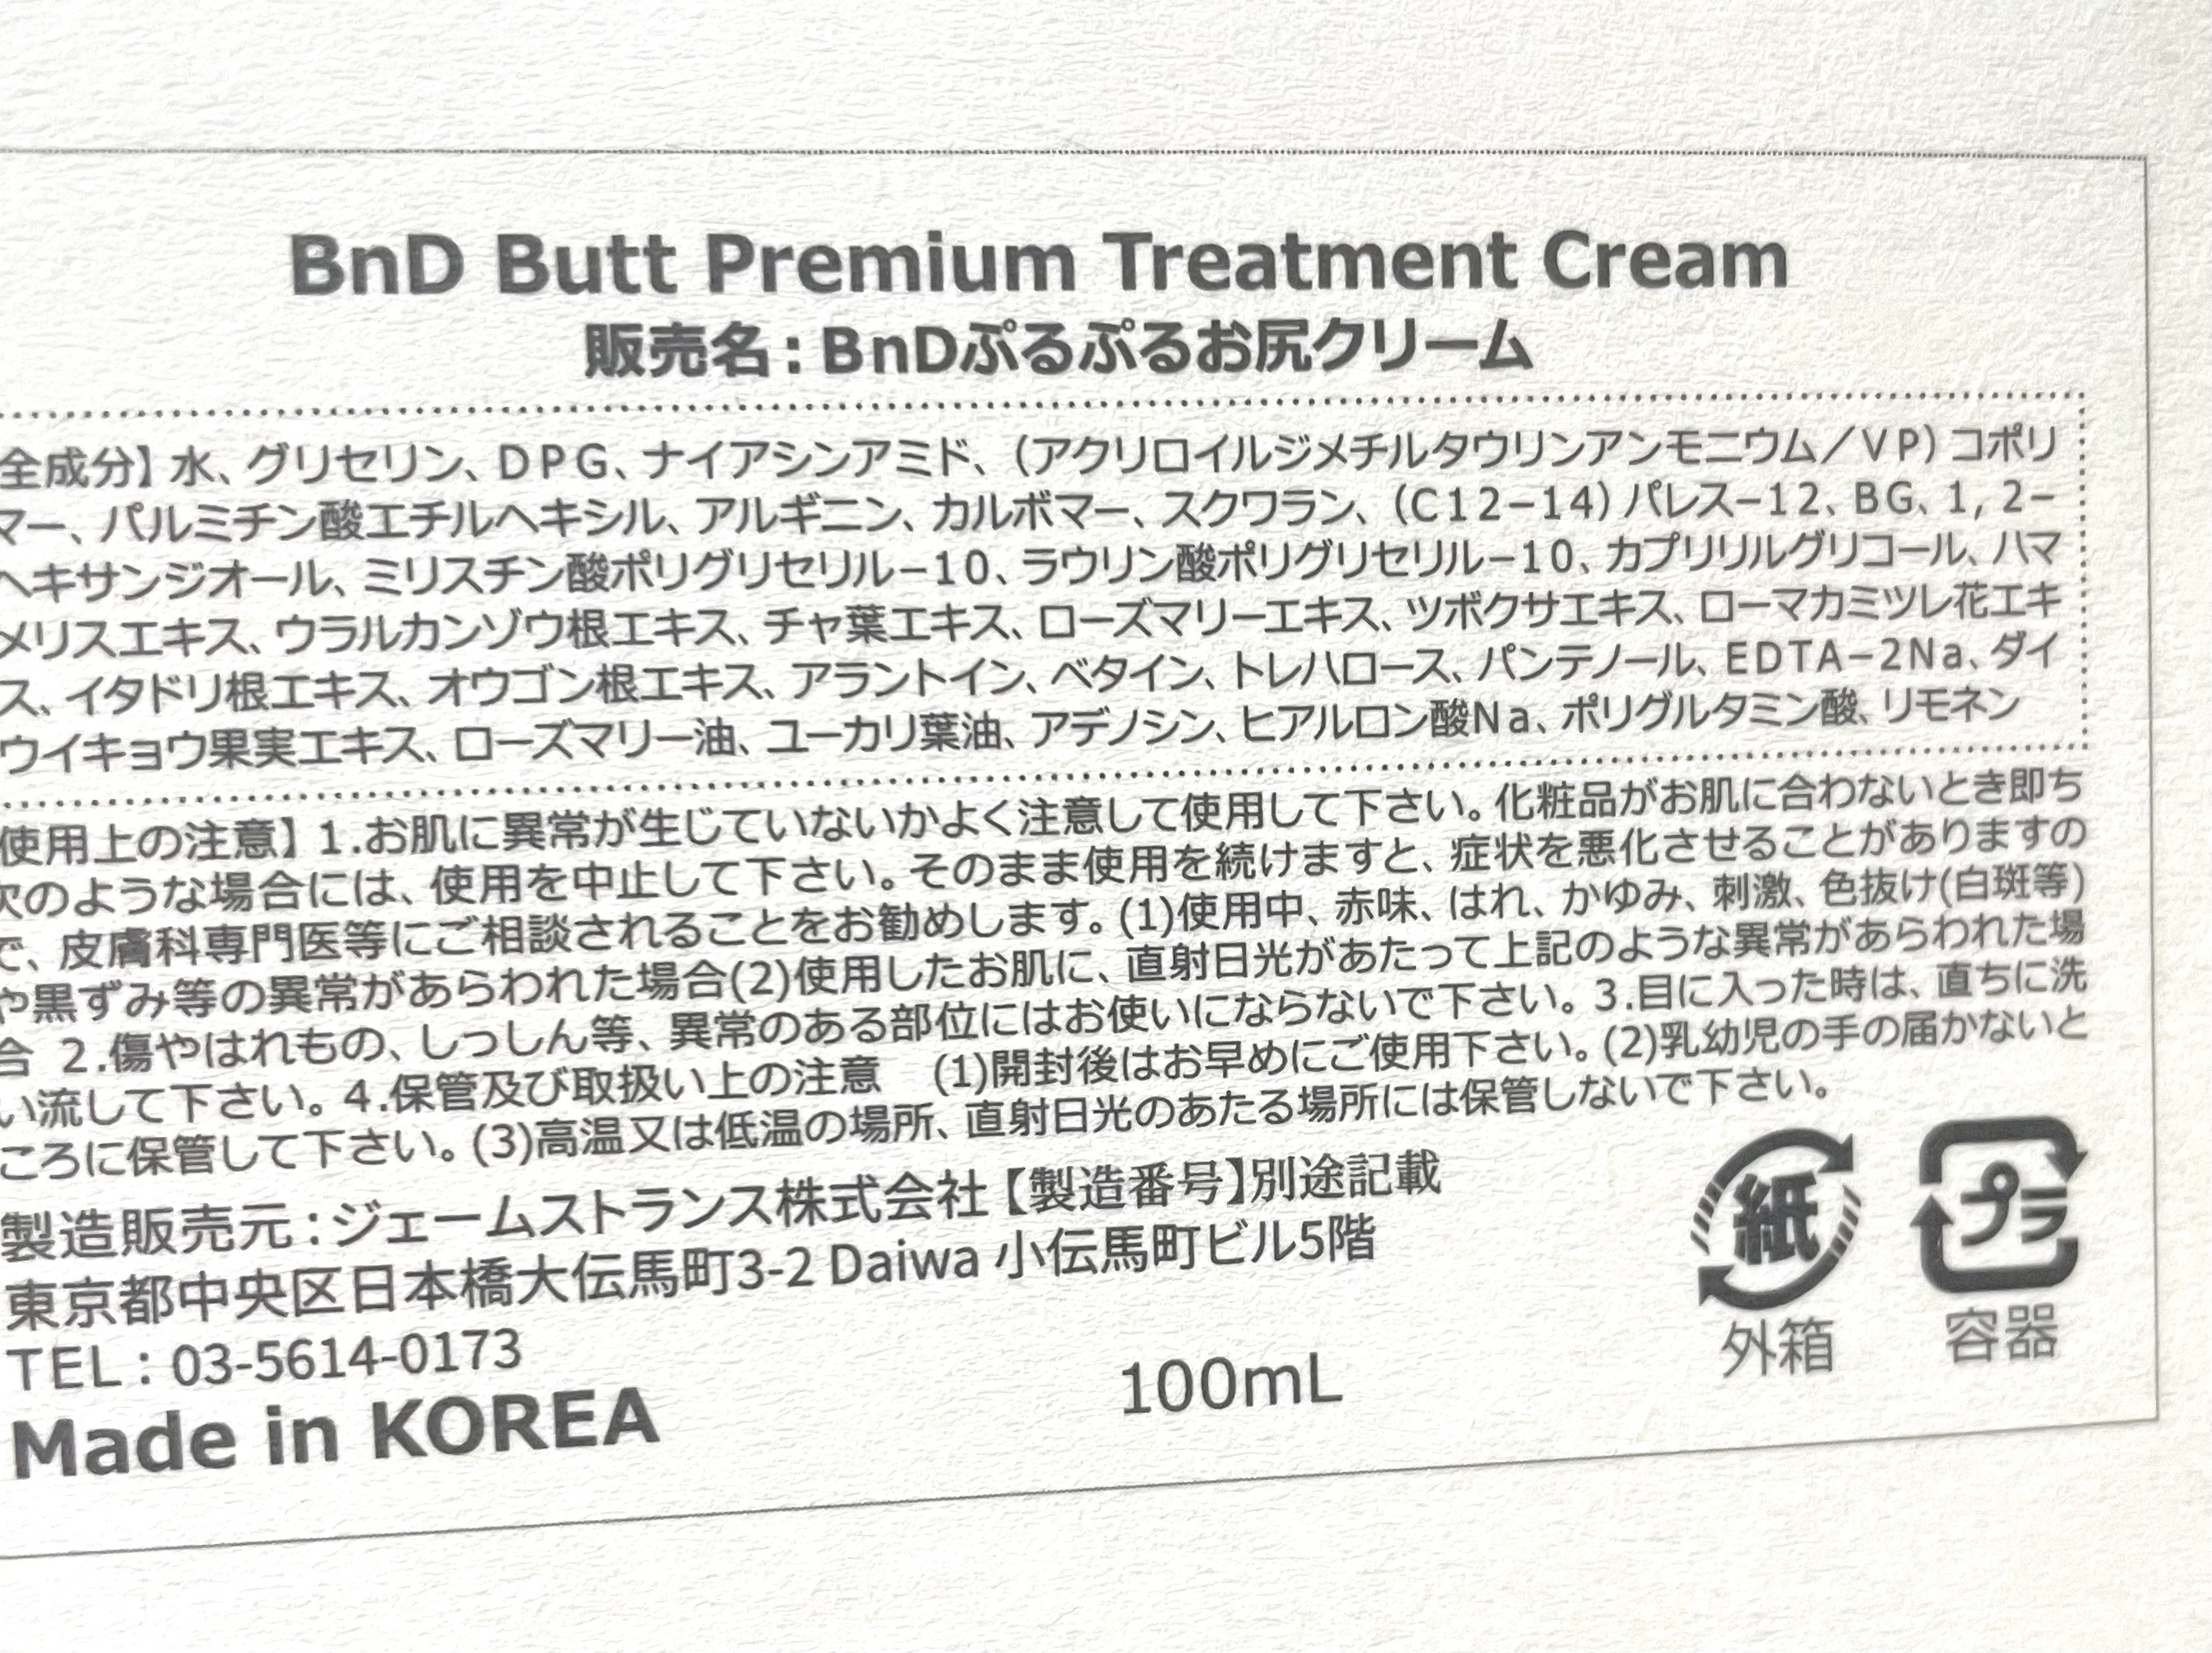 BnD Butt Premium Treatment Cream
販売名：BnDぷるぷるお尻クリーム
全成分】水、グリセリン、DPG、ナイアシンアミド、（アクリロイルジメチルタウリンアンモニウム／VP）コポリ
マー、パルミチン酸エチルヘキシル、アルギニン、カルボマー、スクワラン、（C12－14）パレス－12、BG、1，2－
ヘキサンジオール、ミリスチン酸ポリグリセリル－10、ラウリン酸ポリグリセリル－10、カプリリルグリコール、ハマ
メリスエキス、ウラルカンゾウ根エキス、チャ葉エキス、ローズマリーエキス、ツボクサエキス、ローマカミツレ花エキ
ス、イタドリ根エキス、オウゴン根エキス、アラントイン、ベタイン、トレハロース、パンテノール、EDTA－2Na、ダイ
ウイキョウ果実エキス、ローズマリー油、ユーカリ葉油、アデノシン、ヒアルロン酸Na、ポリグルタミン酸、リモネン
使用上の注意】1.お肌に異常が生じていないかよく注意して使用して下さい。化粧品がお肌に合わないとき即ち
次のような場合には、使用を中止して下さい。そのまま使用を続けますと、症状を悪化させることがありますの
で、皮膚科専門医等にご相談されることをお勧めします。(1)使用中、赤味、はれ、かゆみ、刺激、色抜け(白斑等)
や黒ずみ等の異常があらわれた場合(2)使用したお肌に、直射日光があたって上記のような異常があらわれた場
合 2.傷やはれもの、しっしん等、異常のある部位にはお使いにならないで下さい。3.目に入った時は、直ちに洗
い流して下さい。4.保管及び取扱い上の注意　(1)開封後はお早めにご使用下さい。(2)乳幼児の手の届かないと
ころに保管して下さい。(3)高温又は低温の場所、直射日光のあたる場所には保管しないで下さい。
製造販売元：ジェームストランス株式会社【製造番号】別途記載
東京都中央区日本橋大伝馬町3-2 Daiwa 小伝馬町ビル5階
TEL：03-5614-0173
Made in KOREA
100mL
紙
外箱
プラ
容器